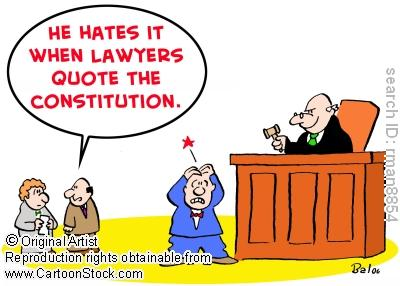 HE HATES IT
WHEN LAWYERS
QUOTE THE
CONSTITUTION.
© Original Artist
Reproduction rights obtainable from
www.CartoonStock.com
search ID: rman8854